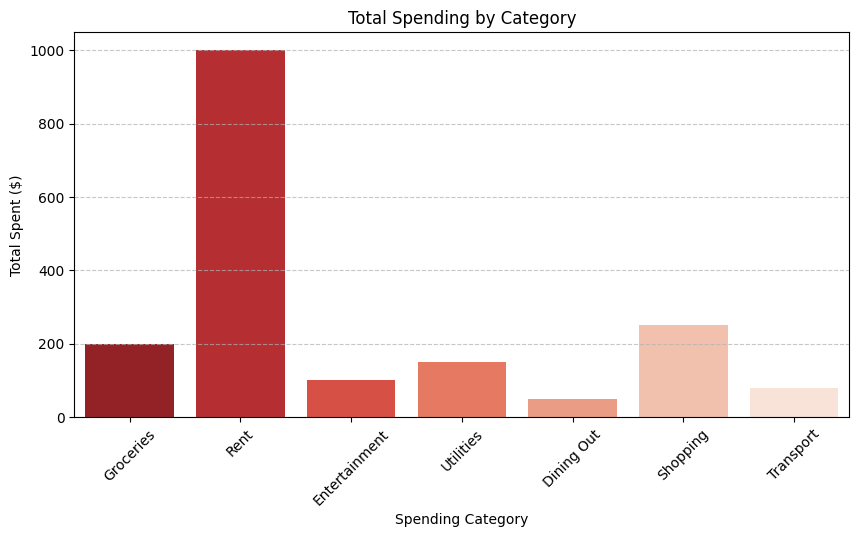 Total Spending by Category
Total Spent ($)
1000
800
600
400
200
0
Groceries
Rent
Entertainment
Utilities
Dining Out
Shopping
Transport
Spending Category